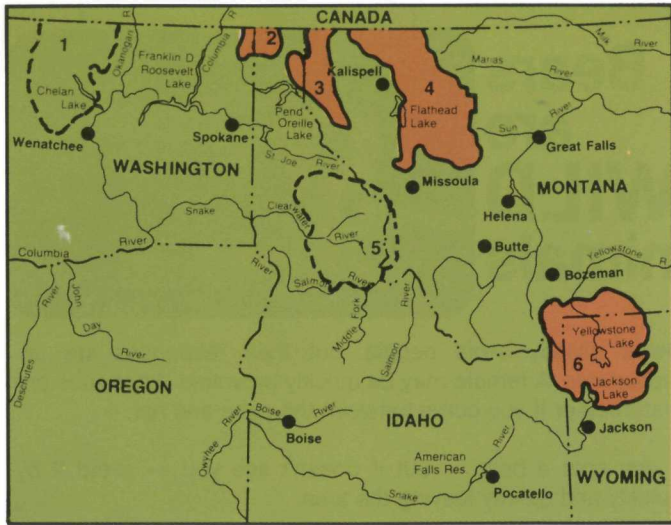 CANADA
1
Okanogan R
Franklin D
Roosevelt
Lake
Columbia R
2
3
Kalispell
4
Flathead
Lake
Milk
River
Marias
River
Chelan
Lake
Wenatchee
Spokane
Pend
Oreille
Lake
Sun
River
Great Falls
WASHINGTON
St. Joe
River
Missoula
MONTANA
Helena
Snake
River
Clearwater
River
5
Butte
Bozeman
Yellowstone
R.
Columbia
River
River
Salmon
River
Middle Fork
Salmon
River
John
Day
River
Deschutes
River
Yellowstone
Lake
6
Jackson
Lake
OREGON
IDAHO
Boise
River
Boise
Owyhee
River
American
Falls Res.
River
Snake
Pocatello
Jackson
WYOMING